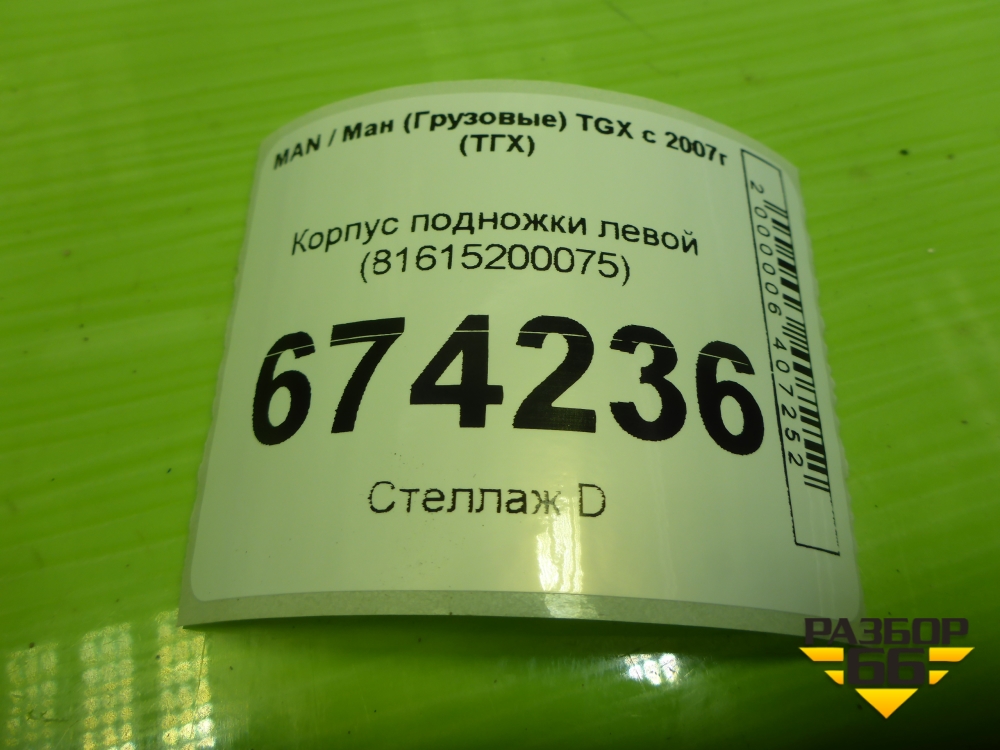 MAN / Ман (Грузовые) TGX с 2007г
(ТГХ)
Корпус подножки левой
(81615200075)
674236
Стеллаж D
2000006407252
РАЗБОР
66